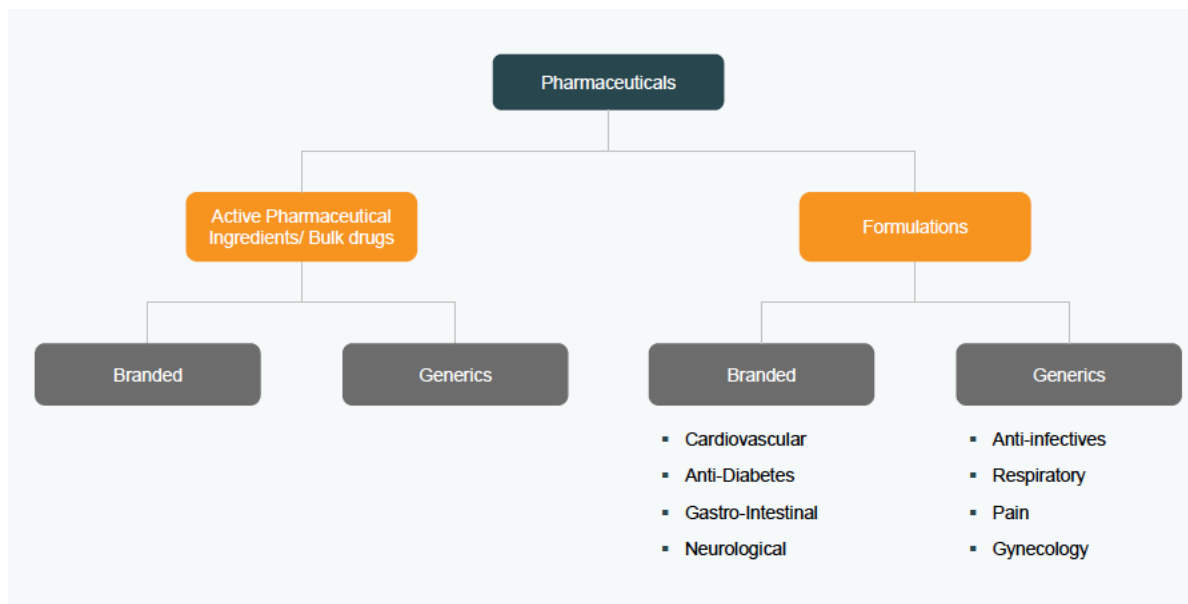 Pharmaceuticals
Active Pharmaceutical
Ingredients/ Bulk drugs
Formulations
Branded
Generics
Branded
Generics
▪ Cardiovascular
▪ Anti-Diabetes
▪ Gastro-Intestinal
▪ Neurological
▪ Anti-infectives
▪ Respiratory
▪ Pain
▪ Gynecology